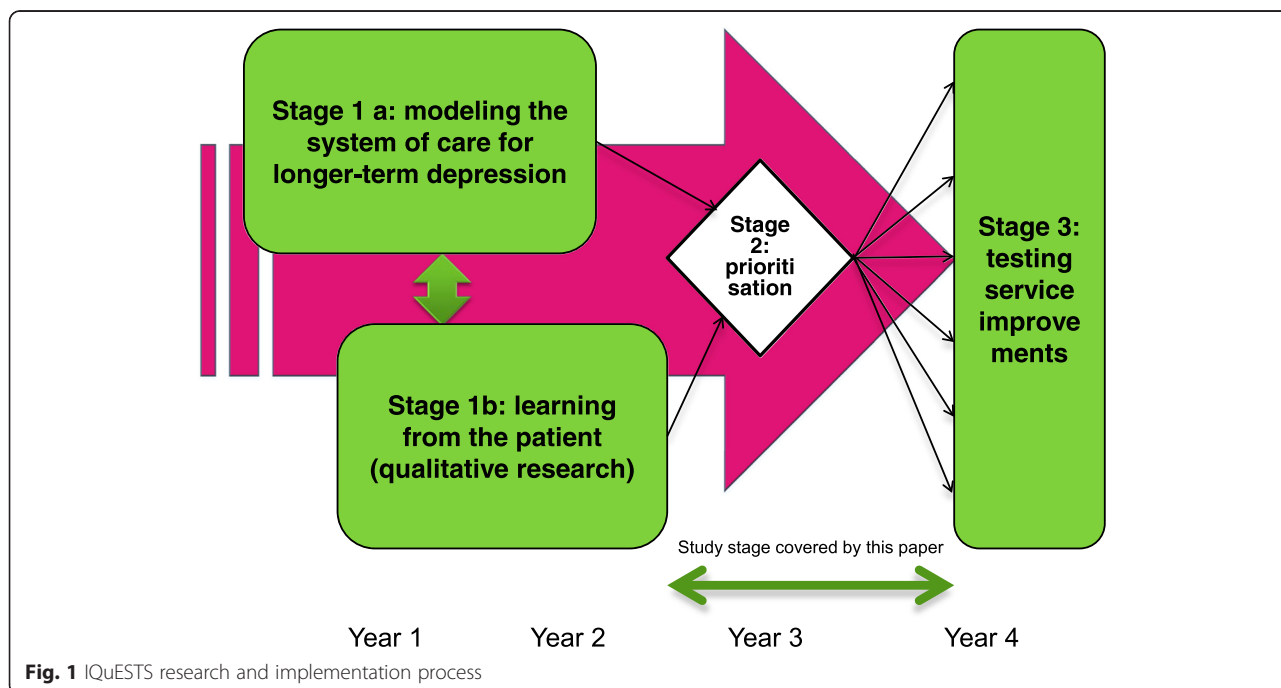 Stage 1 a: modeling the
system of care for
longer-term depression
Stage 1b: learning
from the patient
(qualitative research)
Stage
2:
prioriti
sation
Stage 3:
testing
service
improve
ments
Study stage covered by this paper
Year 1 Year 2 Year 3 Year 4
Fig. 1 IQuESTS research and implementation process